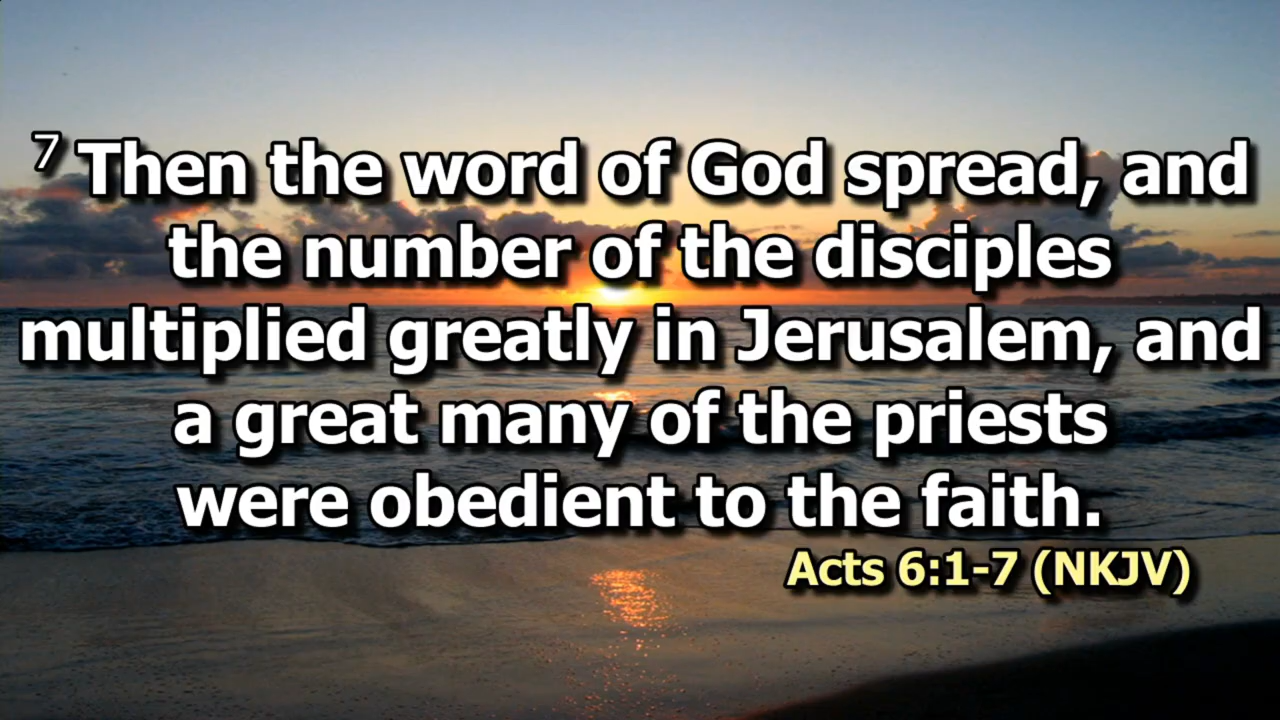 7 Then the word of God spread, and
the number of the disciples
multiplied greatly in Jerusalem, and
a great many of the priests
were obedient to the faith.
Acts 6:1-7 (NKJV)